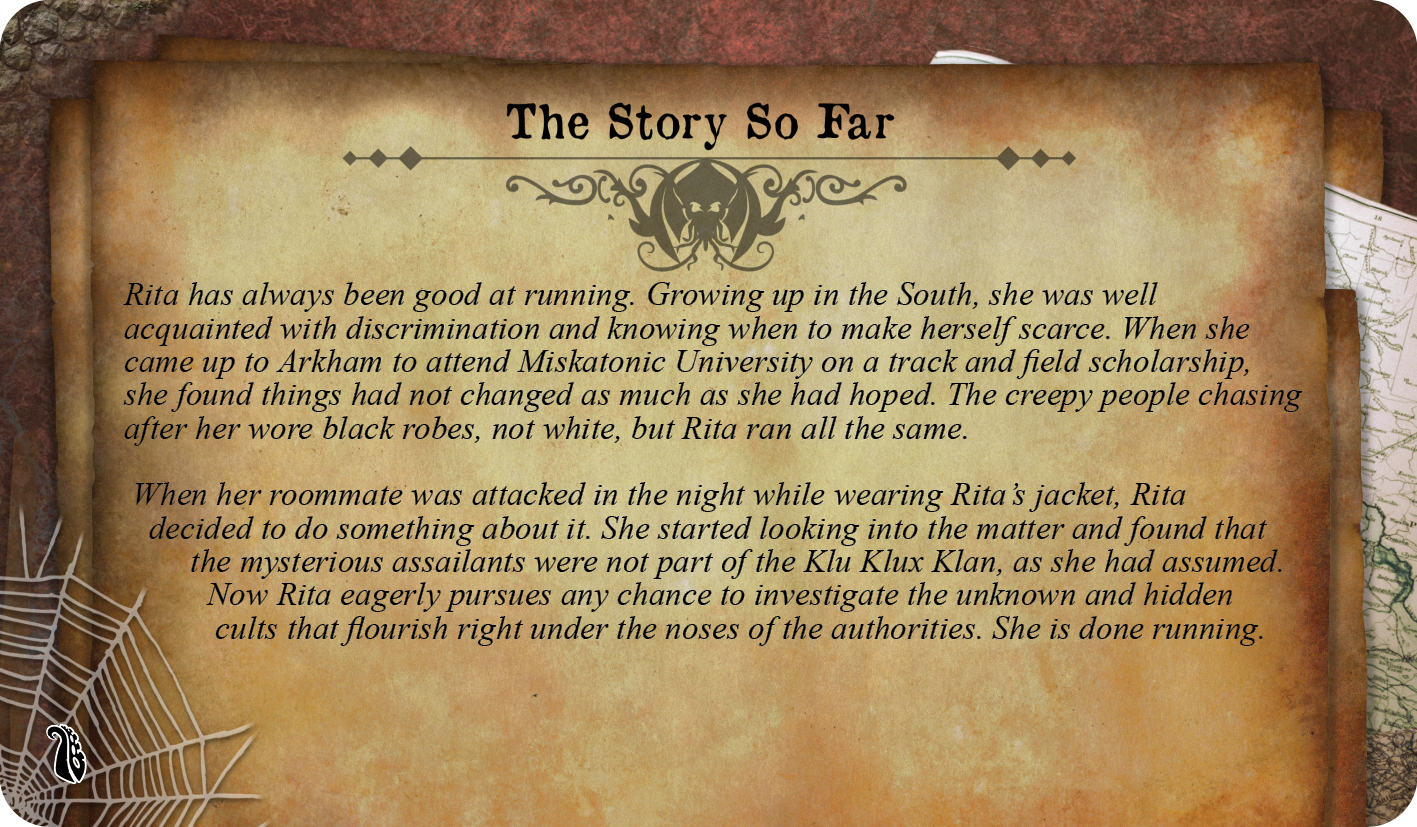 The Story So Far
Rita has always been good at running. Growing up in the South, she was well
acquainted with discrimination and knowing when to make herself scarce. When she
came up to Arkham to attend Miskatonic University on a track and field scholarship,
she found things had not changed as much as she had hoped. The creepy people chasing
after her wore black robes, not white, but Rita ran all the same.
When her roommate was attacked in the night while wearing Rita’s jacket, Rita
decided to do something about it. She started looking into the matter and found that
the mysterious assailants were not part of the Klu Klux Klan, as she had assumed.
Now Rita eagerly pursues any chance to investigate the unknown and hidden
cults that flourish right under the noses of the authorities. She is done running.